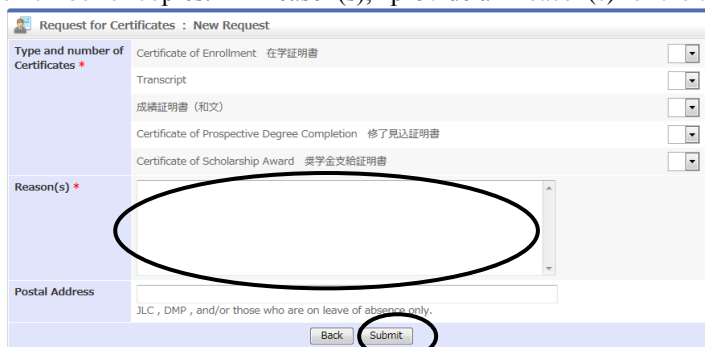 Request for Certificates : New Request
Type and number of Certificates *
Certificate of Enrollment 在学証明書
Transcript
成績証明書（和文）
Certificate of Prospective Degree Completion 修了見込証明書
Certificate of Scholarship Award 奨学金支給証明書
Reason(s) *
Postal Address
JLC , DMP , and/or those who are on leave of absence only.
Back Submit